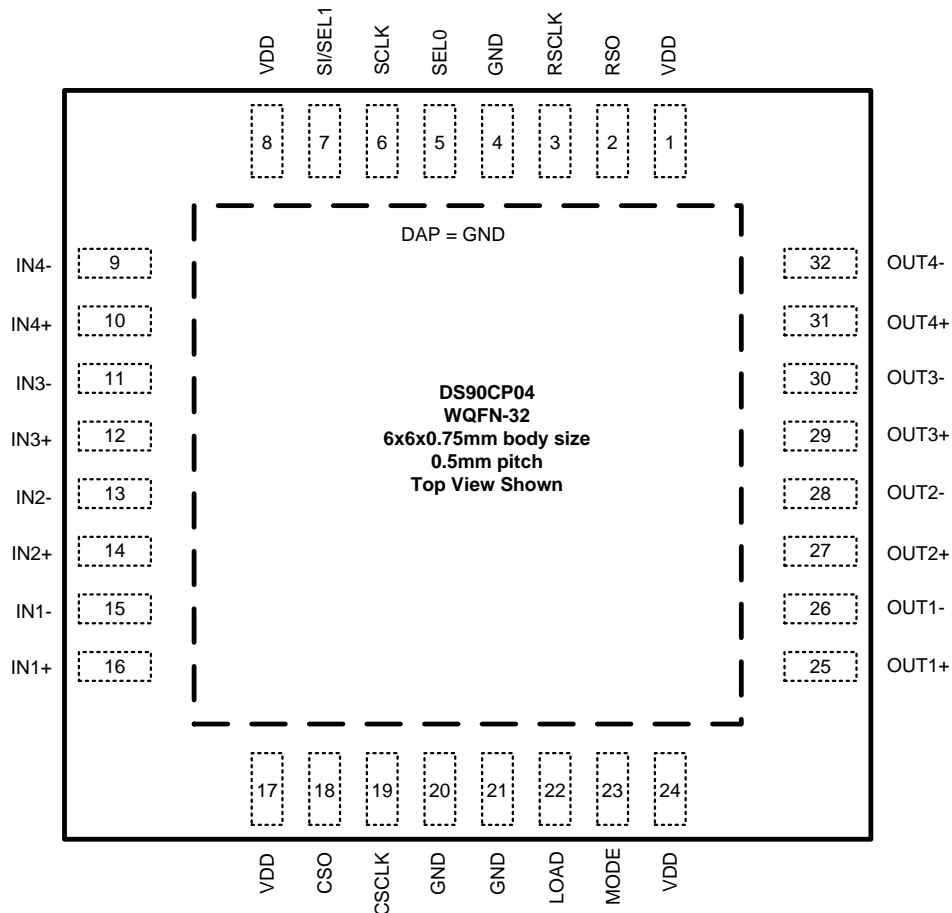 VDD
SI/SEL1
SCLK
SEL0
GND
RSCLK
RSO
VDD
8
7
6
5
4
3
2
1
DAP = GND
IN4-
9
32
OUT4-
IN4+
10
31
OUT4+
IN3-
11
30
OUT3-
IN3+
12
29
OUT3+
IN2-
13
28
OUT2-
IN2+
14
27
OUT2+
IN1-
15
26
OUT1-
IN1+
16
25
OUT1+
DS90CP04
WQFN-32
6x6x0.75mm body size
0.5mm pitch
Top View Shown
17
18
19
20
21
22
23
24
VDD
CSO
CSCLK
GND
GND
LOAD
MODE
VDD